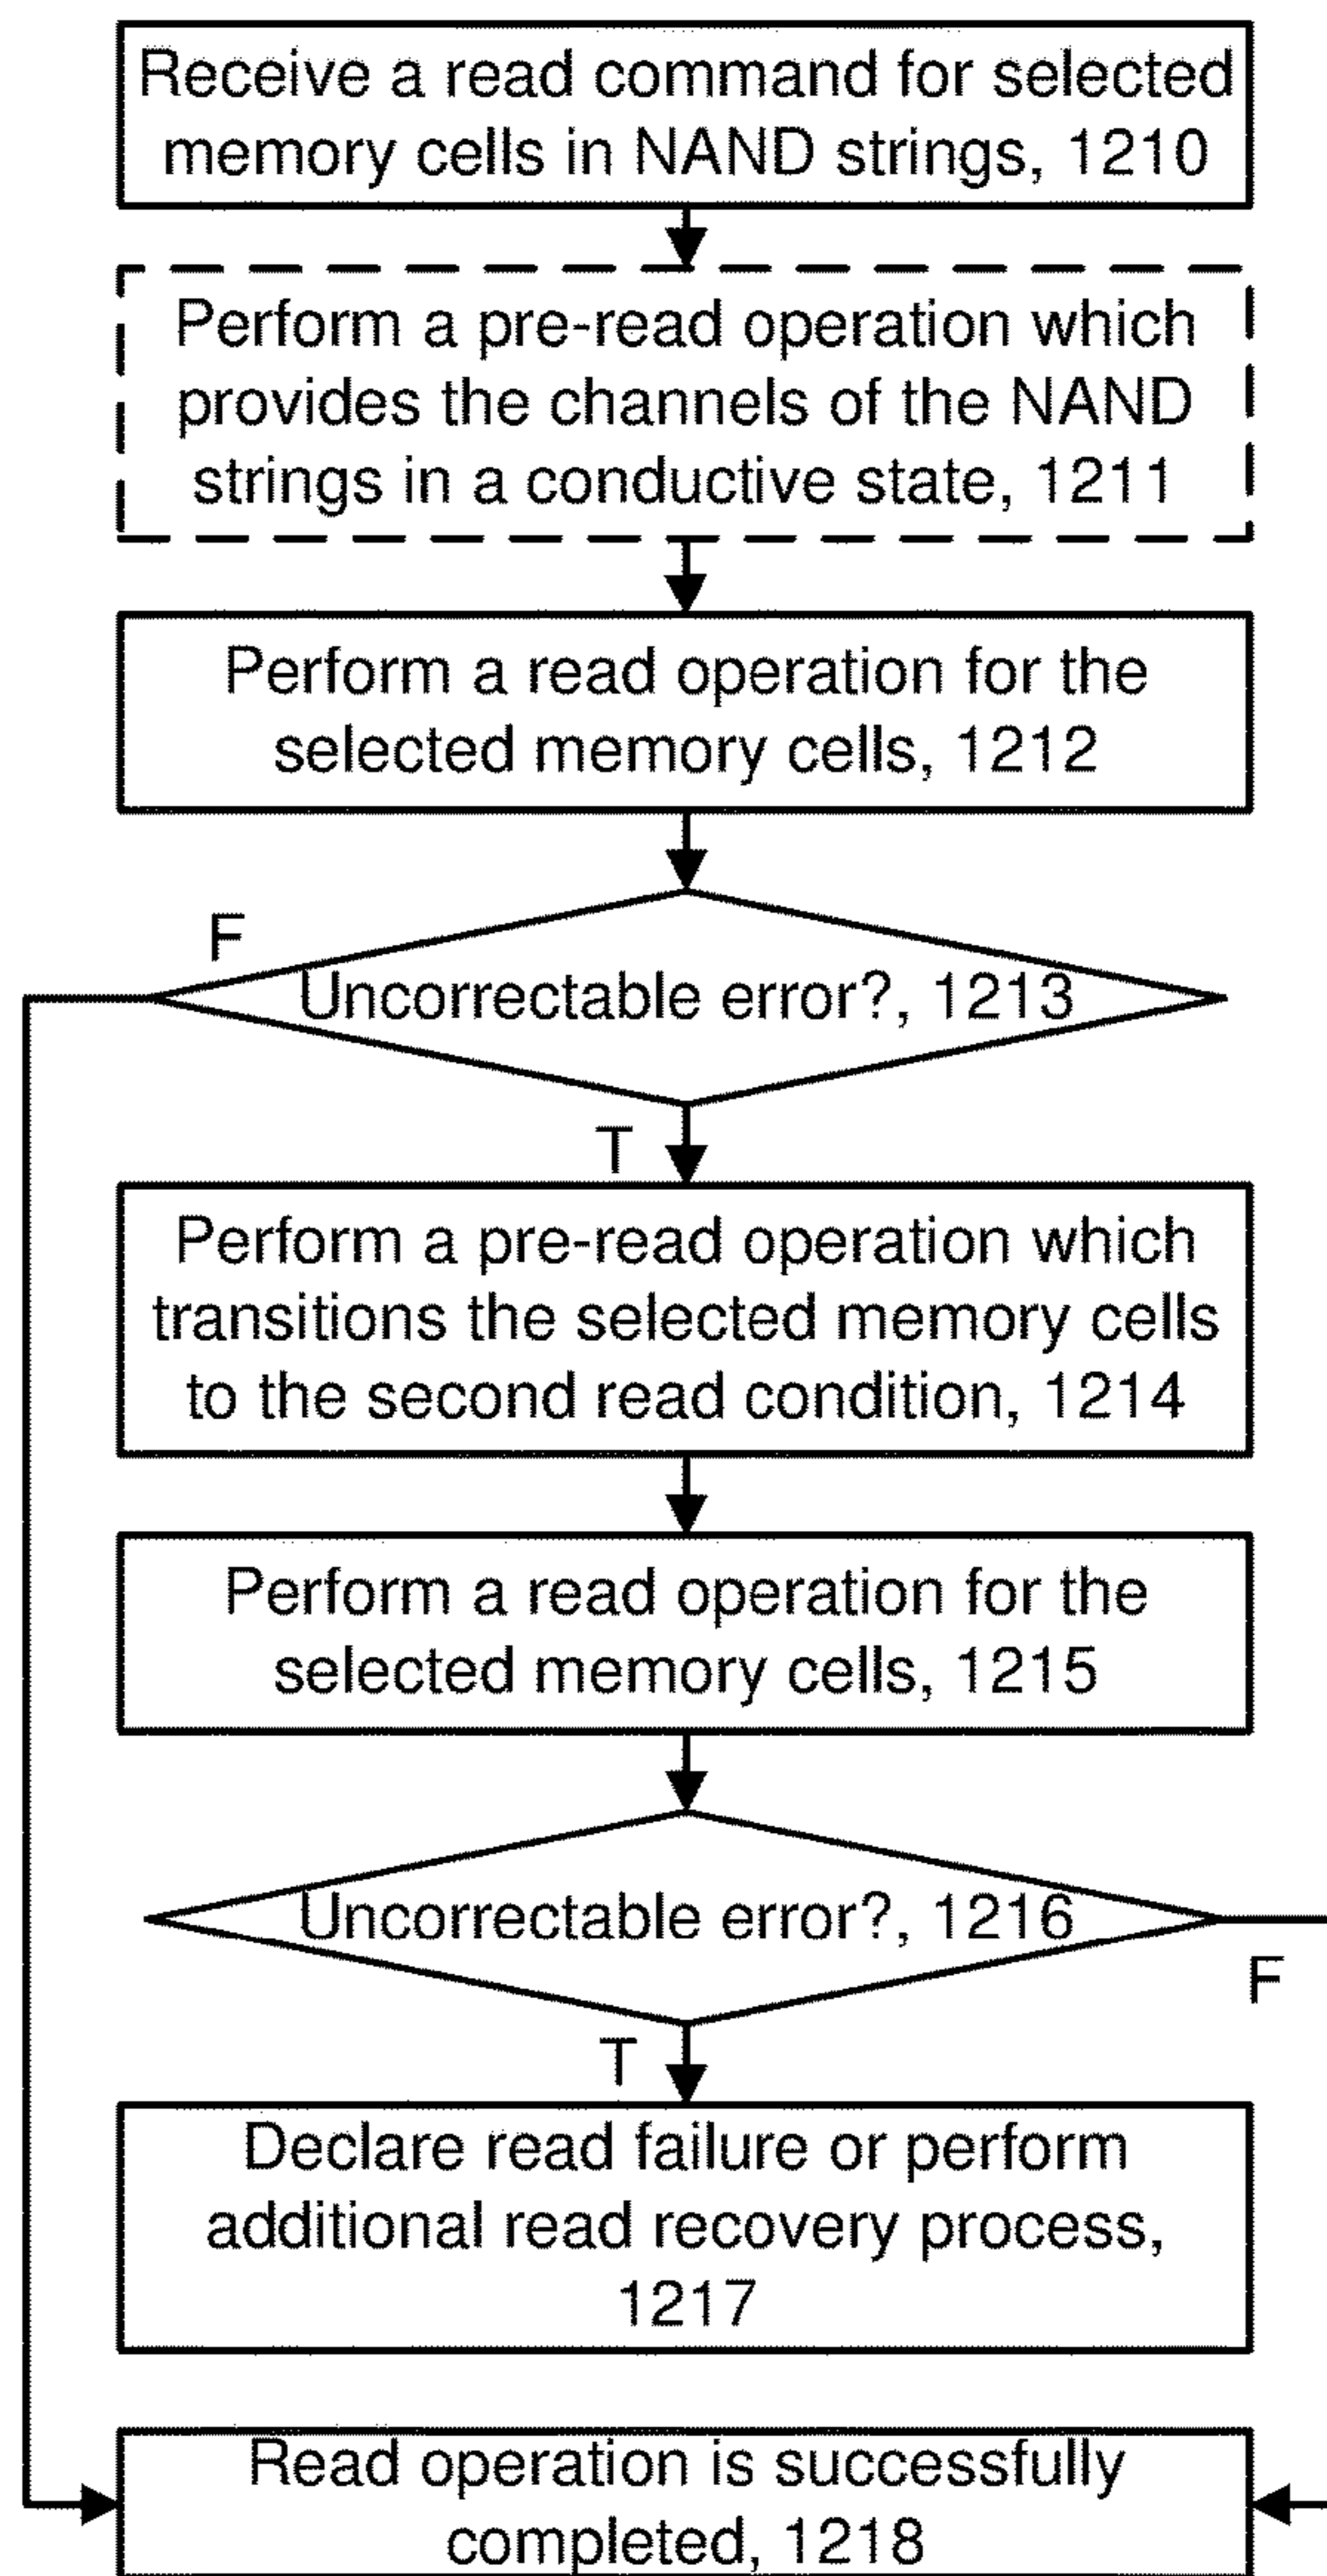 Receive a read command for selected
memory cells in NAND strings, 1210
Perform a pre-read operation which
provides the channels of the NAND
strings in a conductive state, 1211
Perform a read operation for the
selected memory cells, 1212
F
Uncorrectable error?, 1213
T
Perform a pre-read operation which
transitions the selected memory cells
to the second read condition, 1214
Perform a read operation for the
selected memory cells, 1215
Uncorrectable error?, 1216
F
T
Declare read failure or perform
additional read recovery process,
1217
Read operation is successfully
completed, 1218